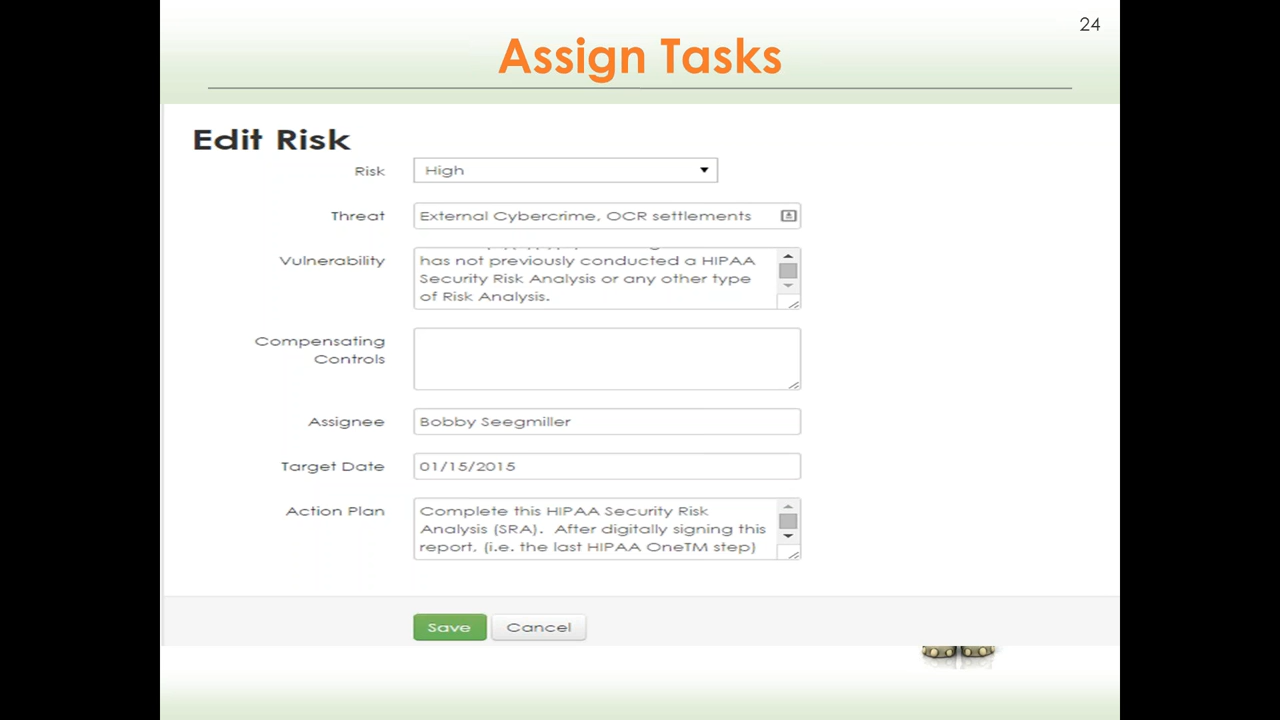 24
Assign Tasks
Edit Risk
Risk
High
Threat
External Cybercrime, OCR settlements
Vulnerability
has not previously conducted a HIPAA
Security Risk Analysis or any other type
of Risk Analysis.
Compensating
Controls
Assignee
Bobby Seegmiller
Target Date
01/15/2015
Action Plan
Complete this HIPAA Security Risk
Analysis (SRA). After digitally signing this
report, (i.e. the last HIPAA OneTM step)
Save
Cancel